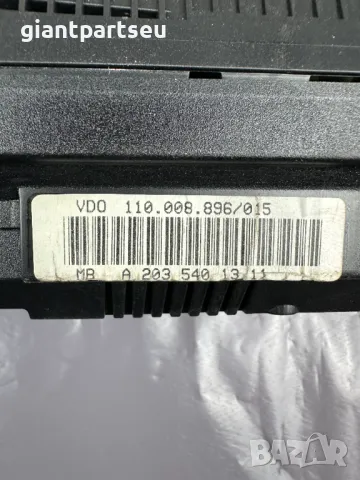 giantpartseu
VDO 110.008.896/015
MB A 203 540 13 11
BAZAR